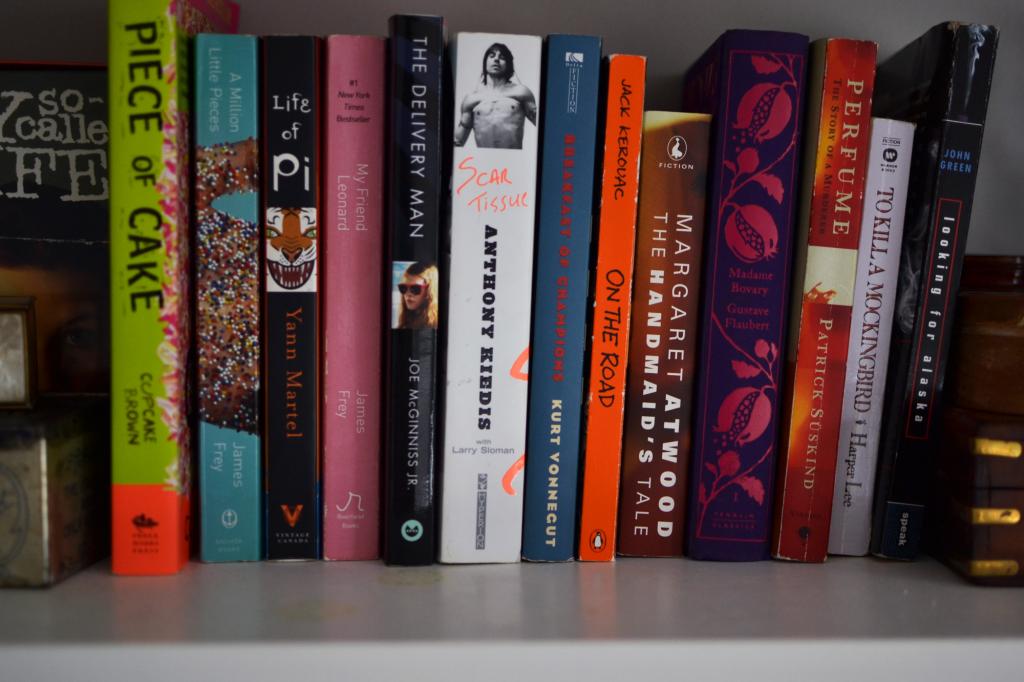 so-
calle
FE
PIECE OF CAKE
CUPCAKE
BROWN
A Million
Little Pieces
James
Frey
Life
of
pi
Yann Martel
VINTAGE
CANADA
#1
New York
Times
Bestseller
My Friend
Leonard
James
Frey
THE DELIVERY MAN
JOE McGINNISS JR.
SCAR
TISSUE
ANTHONY KIEDIS
with
Larry Sloman
HYPERION
FICTION
BREAKFAST OF CHAMPIONS
KURT VONNEGUT
JACK KEROUAC
ON THE ROAD
FICTION
MARGARET ATWOOD
THE HANDMAID'S TALE
Madame
Bovary
Gustave
Flaubert
PENGUIN
CLASSICS
PERFUME
THE STORY OF A MURDERER
PATRICK SÜSKIND
FICTION
TO KILL A MOCKINGBIRD
Harper Lee
JOHN
GREEN
looking for alaska
speak